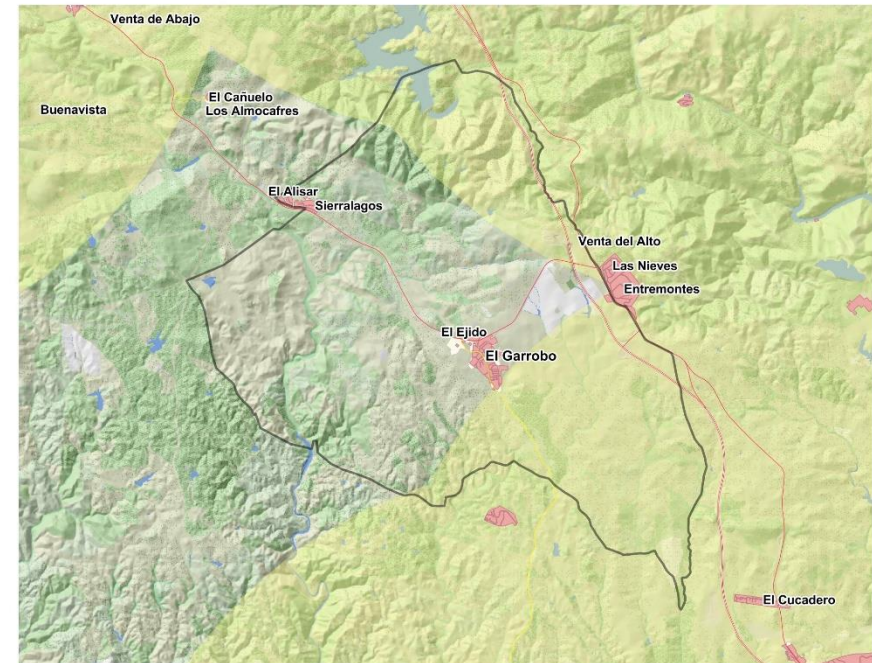 Venta de Abajo
El Cañuelo
Los Almocafres
Buenavista
El Alisar
Sierralagos
Venta del Alto
Las Nieves
Entremontes
El Ejido
El Garrobo
El Cucadero